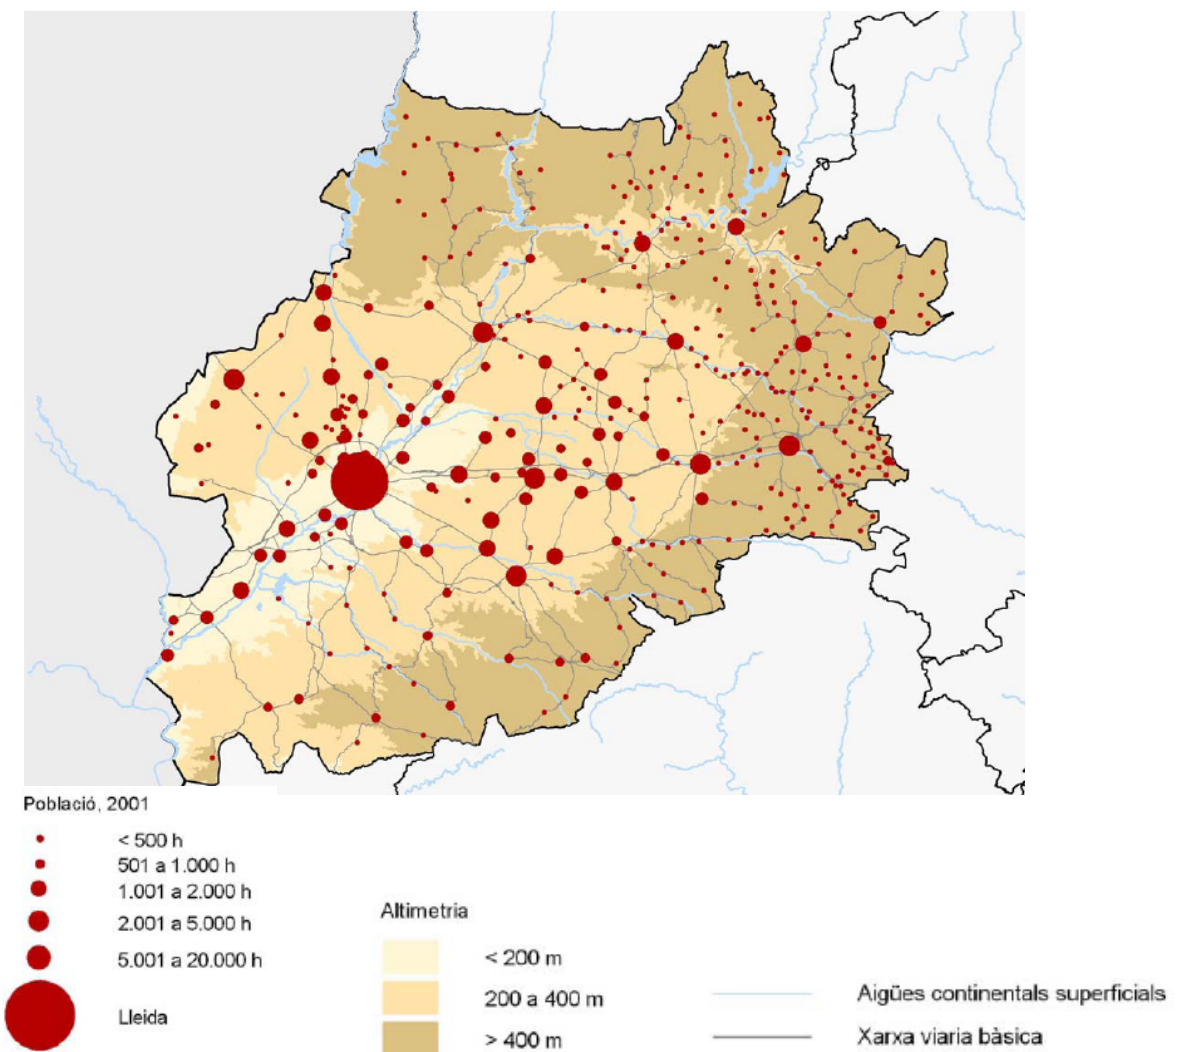 Població, 2001
< 500 h
501 a 1.000 h
1.001 a 2.000 h
2.001 a 5.000 h
5.001 a 20.000 h
Lleida
Altimetria
< 200 m
200 a 400 m
> 400 m
Aigües continentals superficials
Xarxa viaria bàsica